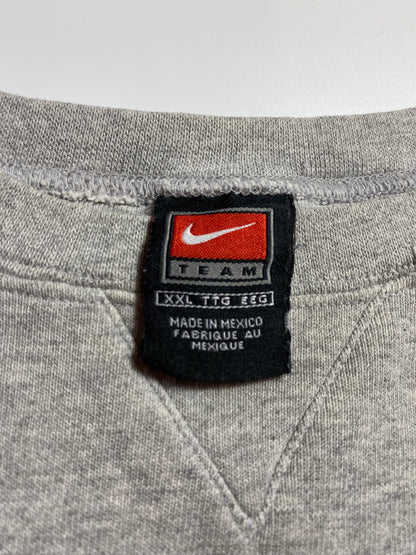 TEAM
XXL TTG EEG
MADE IN MEXICO
FABRIQUE AU
MEXIQUE